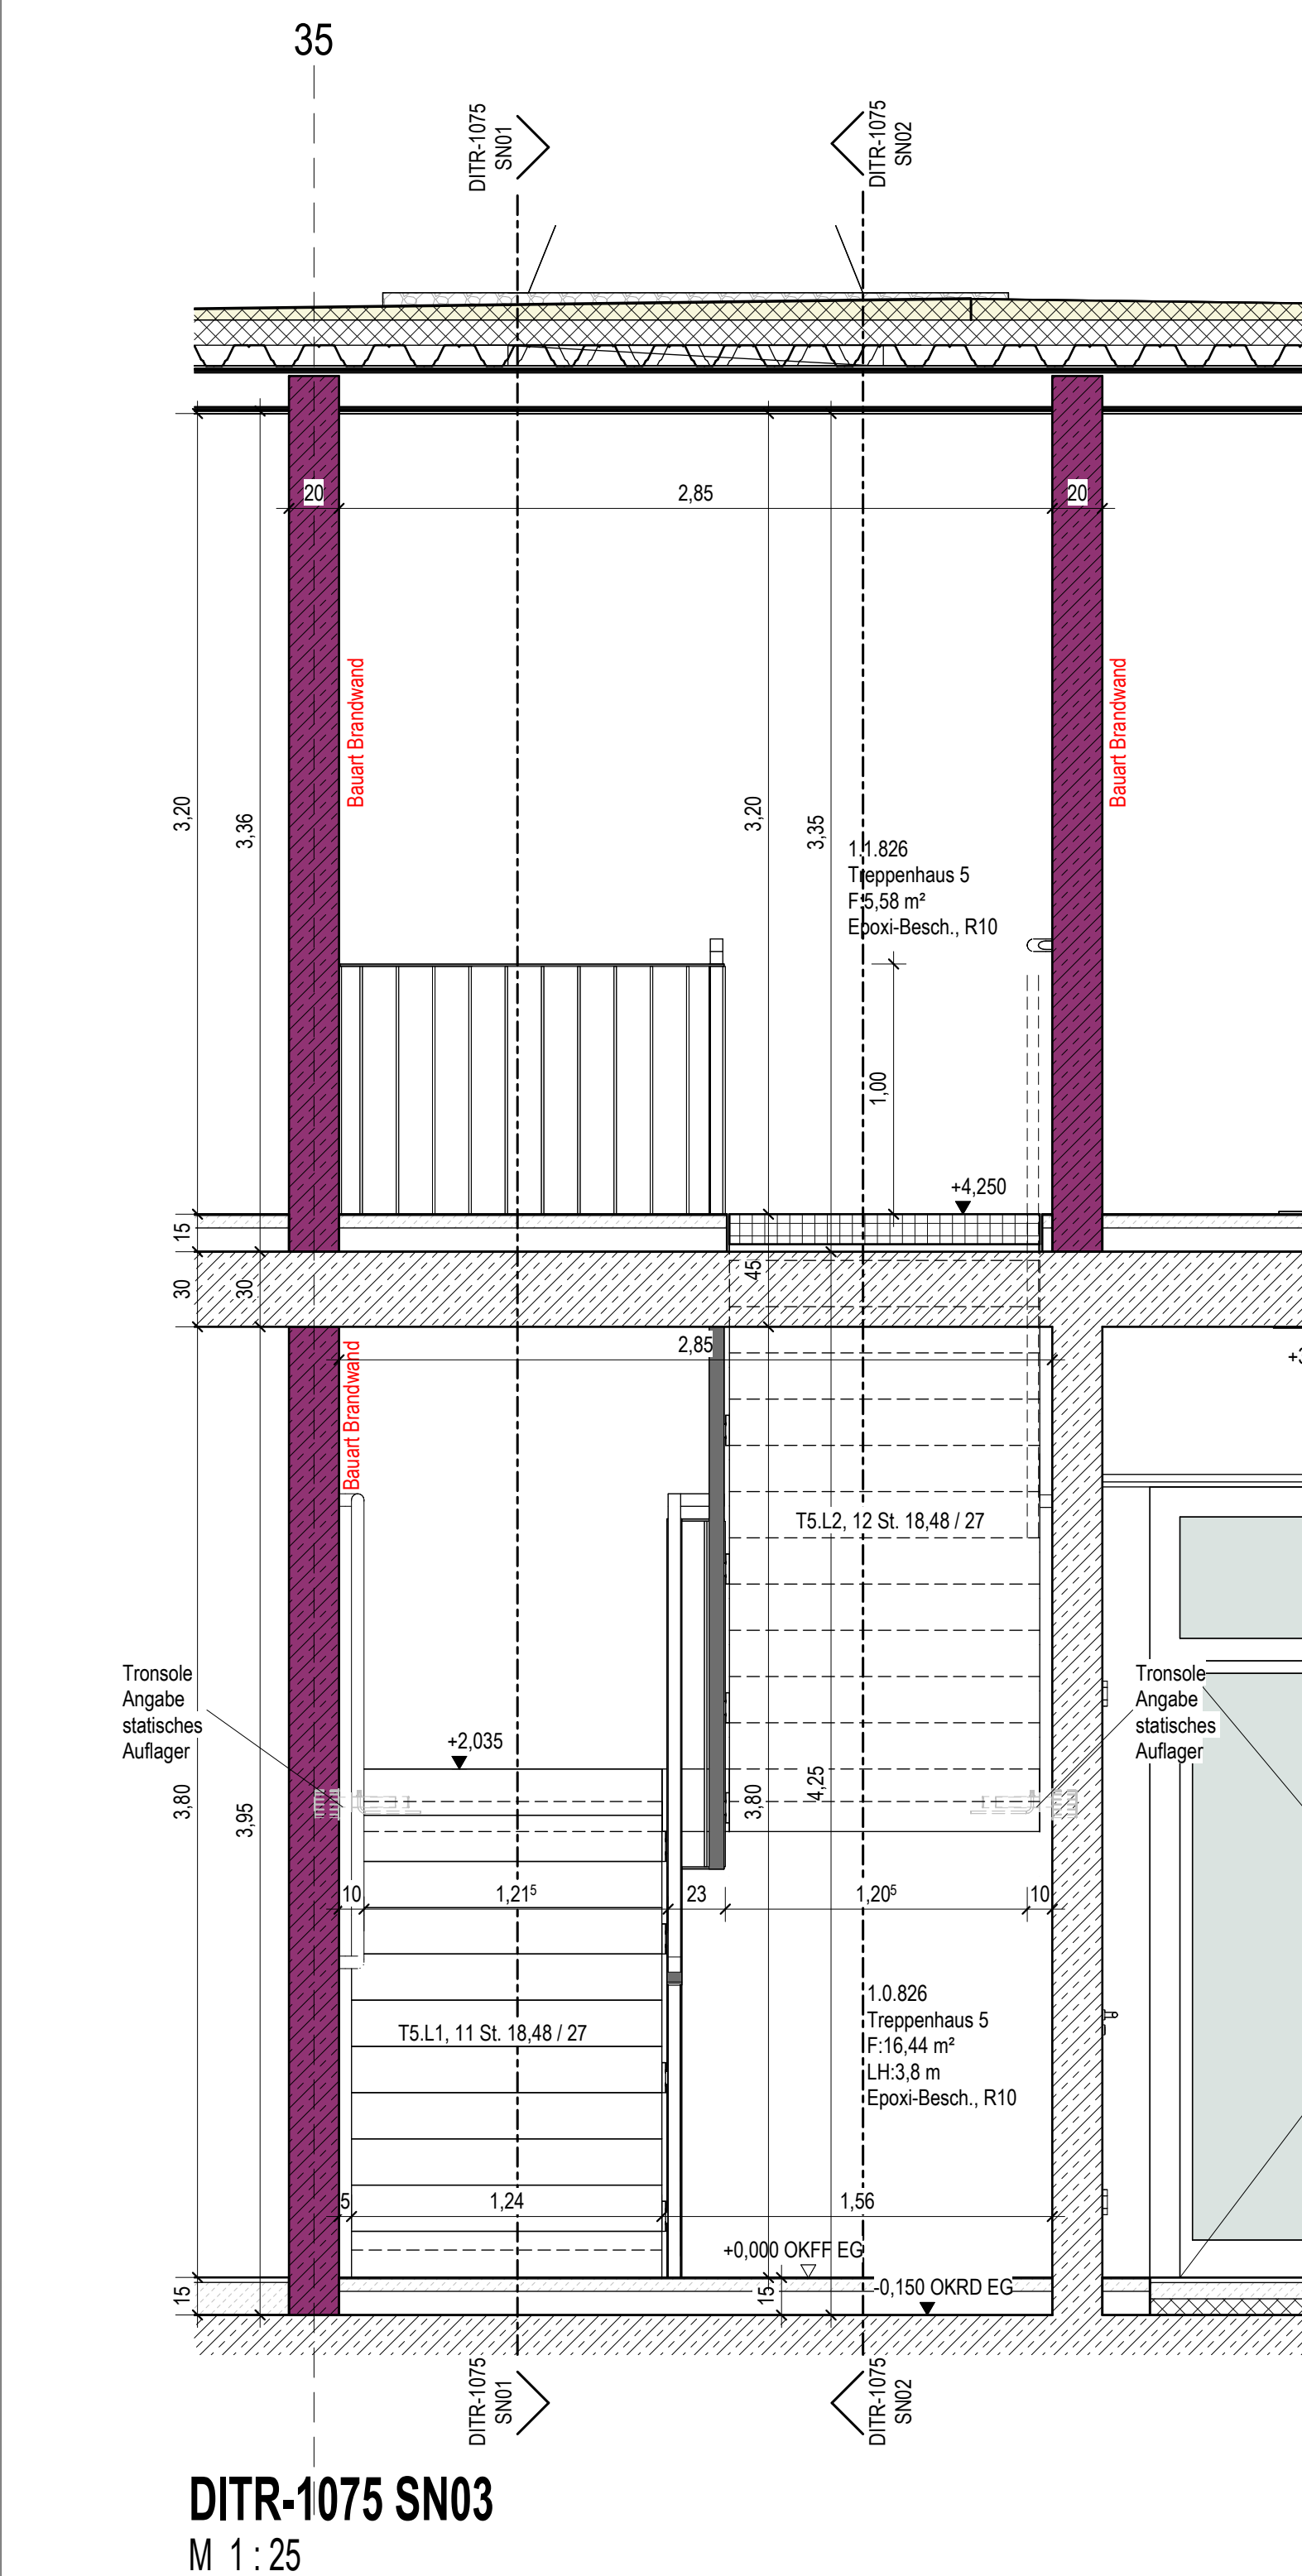 35
DITR-1075
SN01
DITR-1075
SN02
20
2,85
20
Bauart Brandwand
Bauart Brandwand
3,20
3,36
3,20
3,35
1.1.826
Treppenhaus 5
F:5,58 m²
Epoxi-Besch., R10
1,00
+4,250
15
30
30
45
2,85
Bauart Brandwand
T5.L2, 12 St. 18,48 / 27
Tronsole
Angabe
statisches
Auflager
Tronsole
Angabe
statisches
Auflager
+2,035
3,80
3,95
3,80
4,25
10
1,21⁵
23
1,20⁵
10
1.0.826
Treppenhaus 5
F:16,44 m²
LH:3,8 m
Epoxi-Besch., R10
T5.L1, 11 St. 18,48 / 27
5
1,24
1,56
+0,000 OKFF EG
-0,150 OKRD EG
15
15
DITR-1075
SN01
DITR-1075
SN02
DITR-1075 SN03
M 1 : 25